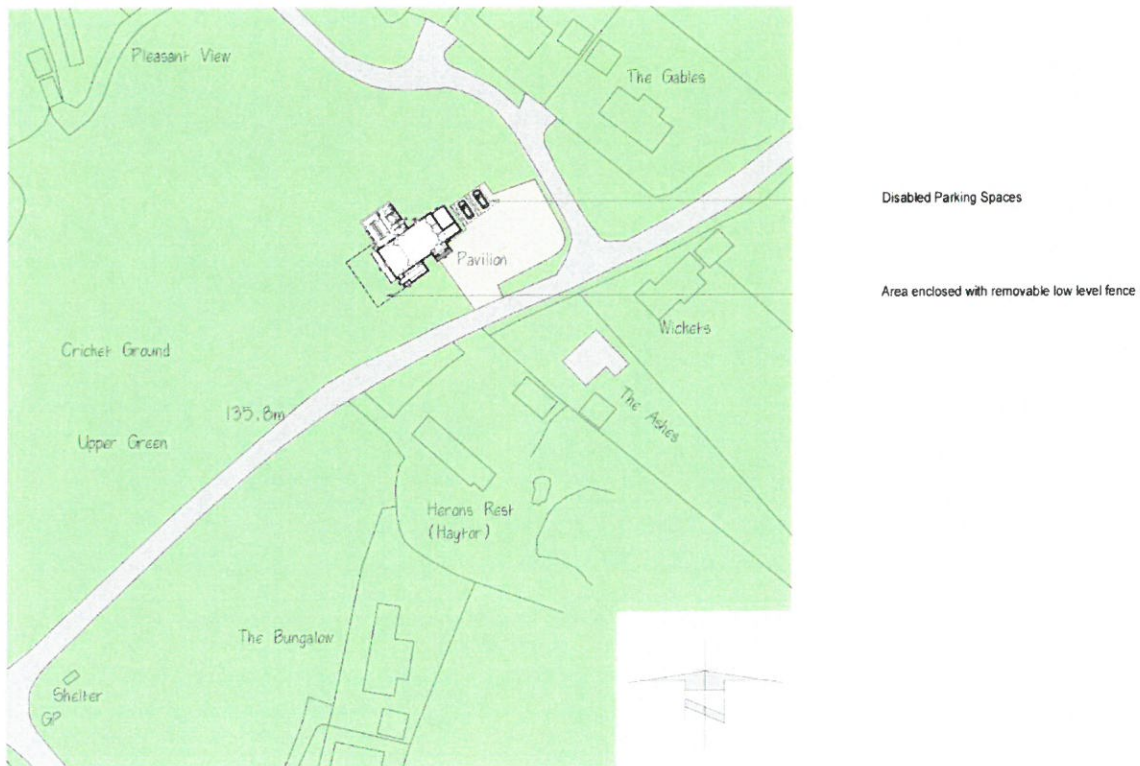 Pleasant View
The Gables
Disabled Parking Spaces
Pavilion
Area enclosed with removable low level fence
Wickets
Cricket Ground
The Ashes
135.8m
Upper Green
Herons Rest
(Haytor)
The Bungalow
Shelter
GP